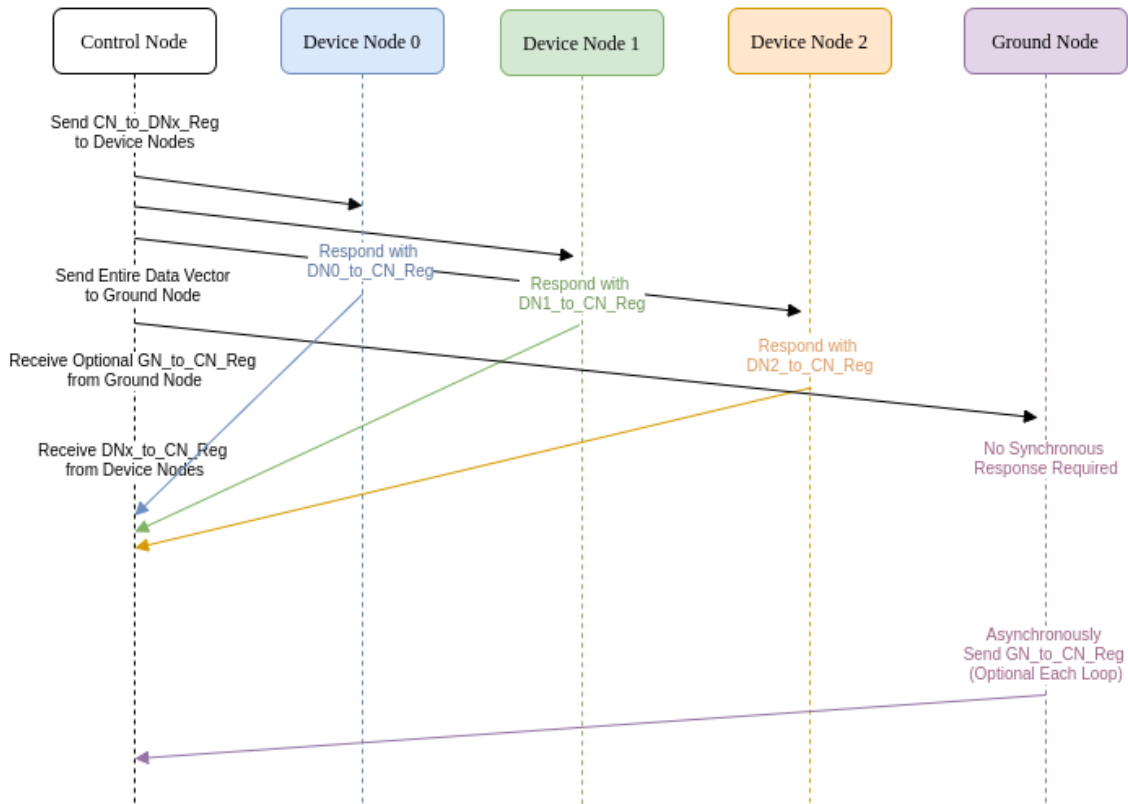 Control Node
Device Node 0
Device Node 1
Device Node 2
Ground Node
Send CN_to_DNx_Reg
to Device Nodes
Respond with
DN0_to_CN_Reg
Send Entire Data Vector
to Ground Node
Respond with
DN1_to_CN_Reg
Receive Optional GN_to_CN_Reg
from Ground Node
Respond with
DN2_to_CN_Reg
Receive DNx_to_CN_Reg
from Device Nodes
No Synchronous
Response Required
Asynchronously
Send GN_to_CN_Reg
(Optional Each Loop)